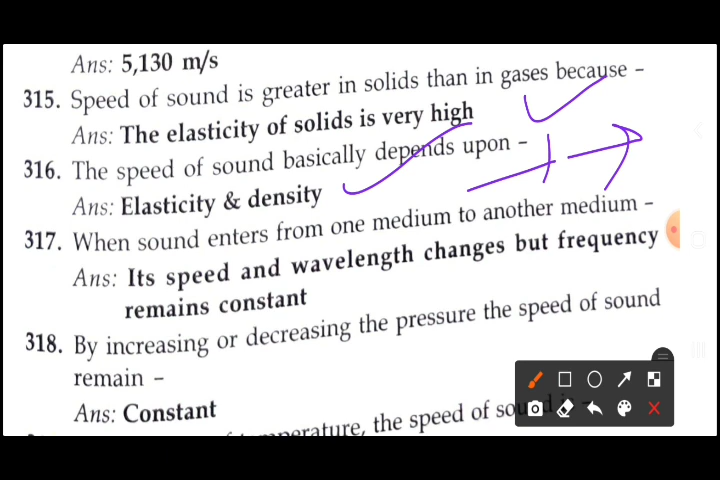 Ans: 5,130 m/s
315. Speed of sound is greater in solids than in gases because -
Ans: The elasticity of solids is very high
316. The speed of sound basically depends upon -
Ans: Elasticity & density
317. When sound enters from one medium to another medium -
Ans: Its speed and wavelength changes but frequency
remains constant
318. By increasing or decreasing the pressure the speed of sound
remain -
Ans: Constant
temperature, the speed of